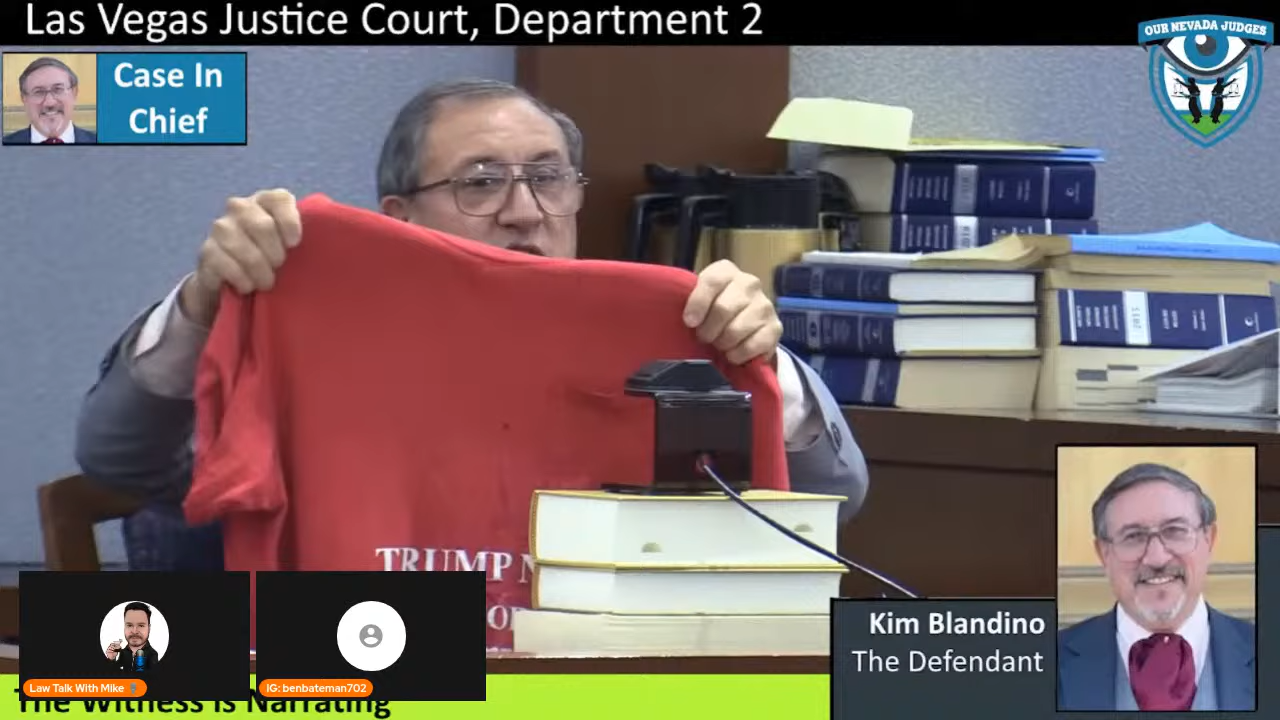 Las Vegas Justice Court, Department 2
OUR NEVADA JUDGES
Case In
Chief
TRUMP
Kim Blandino
The Defendant
Law Talk With Mike
IG: benbateman702
The Witness is Narrating